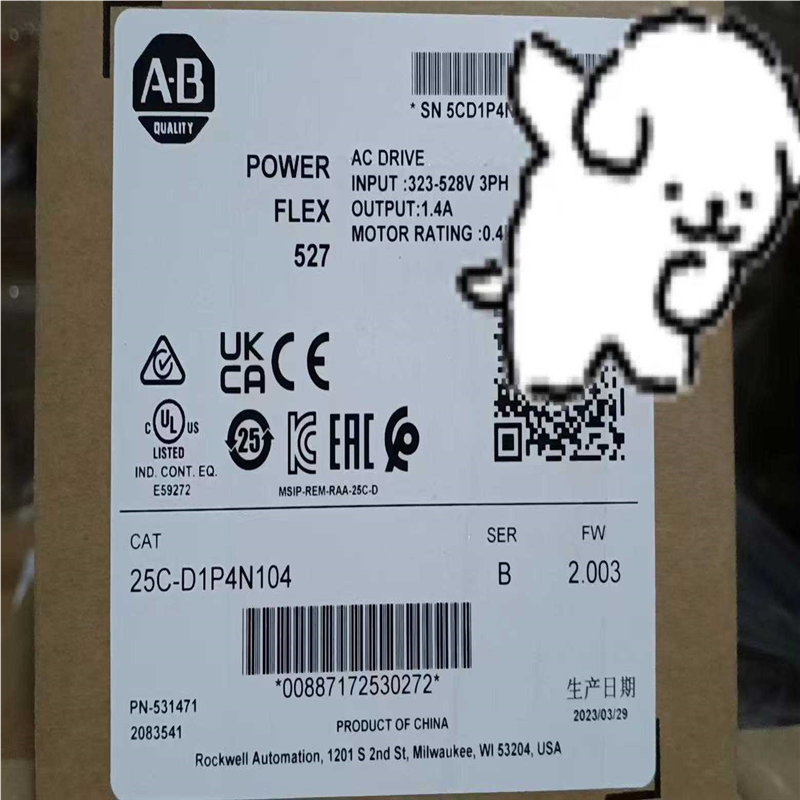 A·B
QUALITY
* SN 5CD1P4N
POWER
FLEX
527
AC DRIVE
INPUT :323-528V 3PH
OUTPUT:1.4A
MOTOR RATING :0.4
UK
CA CE
C UL US
LISTED
IND. CONT. EQ.
E59272
25
KC EAC
MSIP-REM-RAA-25C-D
CAT
25C-D1P4N104
SER
B
FW
2.003
*00887172530272*
PN-531471
2083541
生产日期
2023/03/29
PRODUCT OF CHINA
Rockwell Automation, 1201 S 2nd St, Milwaukee, WI 53204, USA